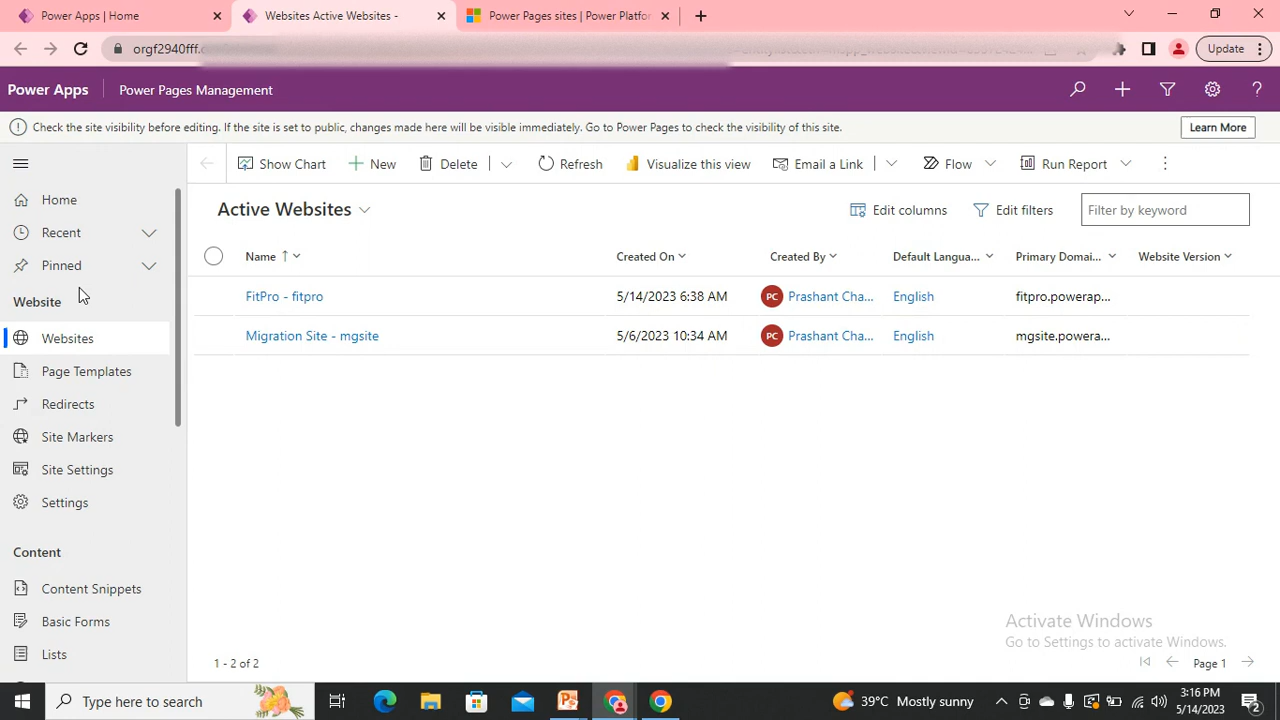 Power Apps | Home
Websites Active Websites -
Power Pages sites | Power Platfor
orgf2940fff.c
Update
Power Apps
Power Pages Management
Check the site visibility before editing. If the site is set to public, changes made here will be visible immediately. Go to Power Pages to check the visibility of this site.
Learn More
Show Chart
New
Delete
Refresh
Visualize this view
Email a Link
Flow
Run Report
Home
Recent
Pinned
Website
Websites
Page Templates
Redirects
Site Markers
Site Settings
Settings
Content
Content Snippets
Basic Forms
Lists
Active Websites
Edit columns
Edit filters
Filter by keyword
Name ↑
Created On
Created By
Default Langua...
Primary Domai...
Website Version
FitPro - fitpro
5/14/2023 6:38 AM
PC
Prashant Cha...
English
fitpro.powerap...
Migration Site - mgsite
5/6/2023 10:34 AM
PC
Prashant Cha...
English
mgsite.powera...
Activate Windows
Go to Settings to activate Windows.
1 - 2 of 2
Page 1
Type here to search
39°C Mostly sunny
3:16 PM
5/14/2023
2